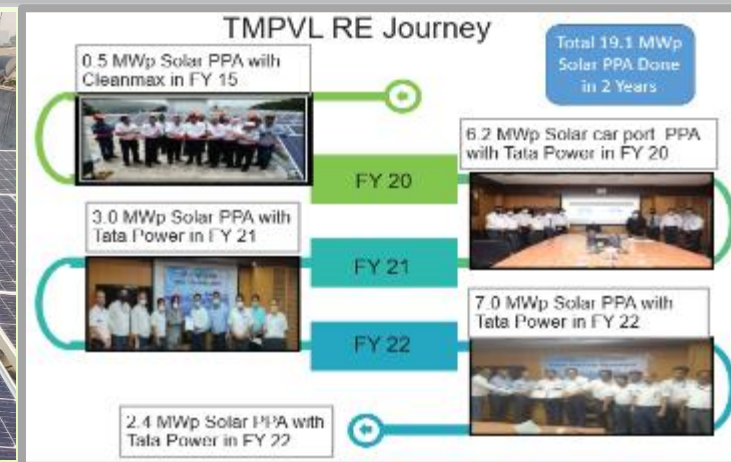 TMPVL RE Journey
Total 19.1 MWp
Solar PPA Done
in 2 Years
0.5 MWp Solar PPA with
Cleanmax in FY 15
6.2 MWp Solar car port PPA
with Tata Power in FY 20
FY 20
3.0 MWp Solar PPA with
Tata Power in FY 21
FY 21
7.0 MWp Solar PPA with
Tata Power in FY 22
FY 22
2.4 MWp Solar PPA with
Tata Power in FY 22